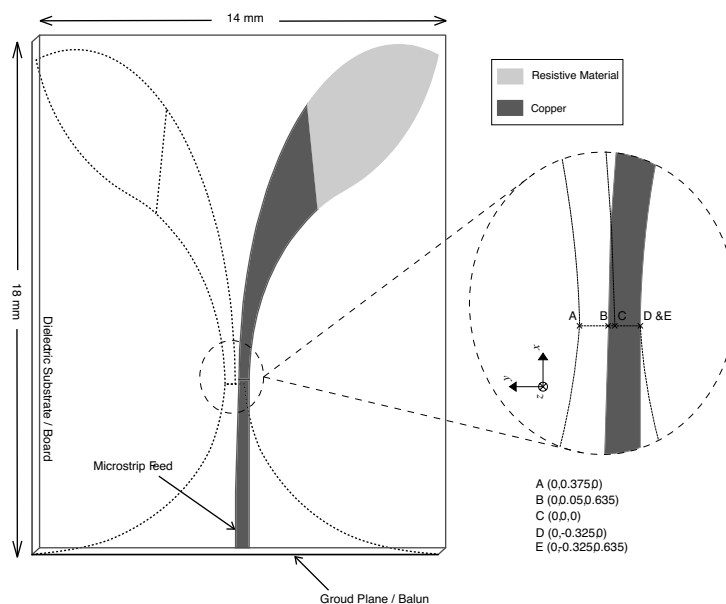 14 mm
Resistive Material
Copper
18 mm
A
B
C
D &E
x
y
z
Dielectric Substrate / Board
Microstrip Feed
A (0,0.375,0)
B (0,0.05,0.635)
C (0,0,0)
D (0,-0.325,0)
E (0,-0.325,0.635)
Groud Plane / Balun